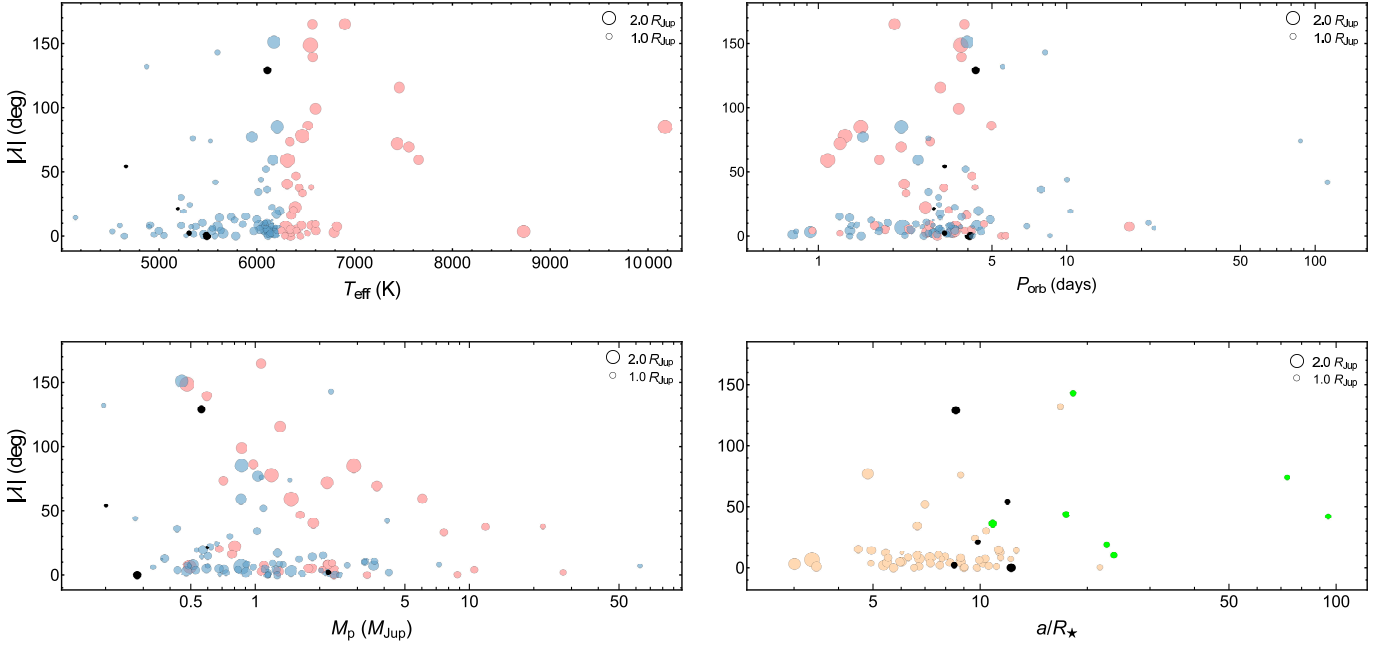 2.0 R_Jup
1.0 R_Jup
150
100
50
0
5000 6000 7000 8000 9000 10 000
|λ| (deg)
T_eff (K)
2.0 R_Jup
1.0 R_Jup
150
100
50
0
1 5 10 50 100
|λ| (deg)
P_orb (days)
2.0 R_Jup
1.0 R_Jup
150
100
50
0
0.5 1 5 10 50
|λ| (deg)
M_p (M_Jup)
2.0 R_Jup
1.0 R_Jup
150
100
50
0
5 10 50 100
a/R_★